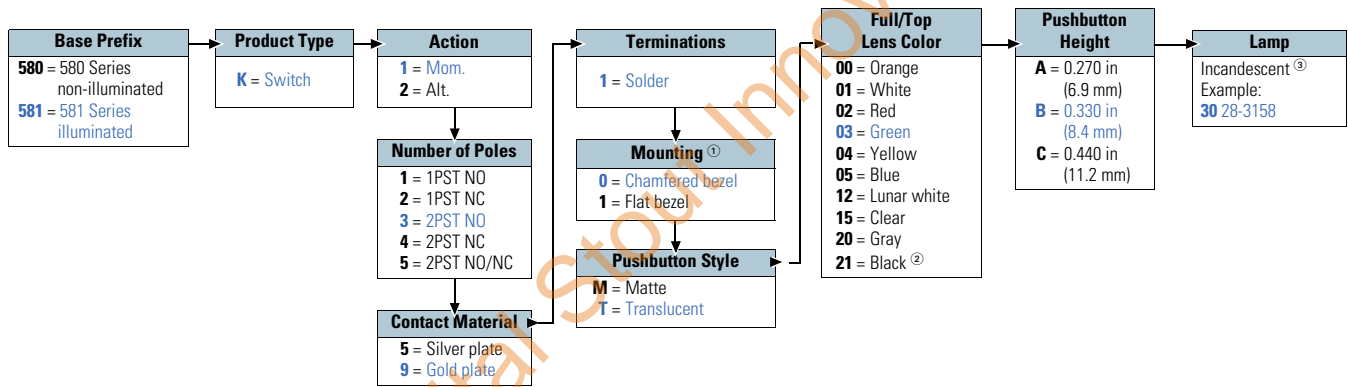 Base Prefix
580 = 580 Series
non-illuminated
581 = 581 Series
illuminated
Product Type
K = Switch
Action
1 = Mom.
2 = Alt.
Number of Poles
1 = 1PST NO
2 = 1PST NC
3 = 2PST NO
4 = 2PST NC
5 = 2PST NO/NC
Contact Material
5 = Silver plate
9 = Gold plate
Terminations
1 = Solder
Mounting ①
0 = Chamfered bezel
1 = Flat bezel
Pushbutton Style
M = Matte
T = Translucent
Full/Top
Lens Color
00 = Orange
01 = White
02 = Red
03 = Green
04 = Yellow
05 = Blue
12 = Lunar white
15 = Clear
20 = Gray
21 = Black ②
Pushbutton
Height
A = 0.270 in
(6.9 mm)
B = 0.330 in
(8.4 mm)
C = 0.440 in
(11.2 mm)
Lamp
Incandescent ③
Example:
30 28-3158
Stout